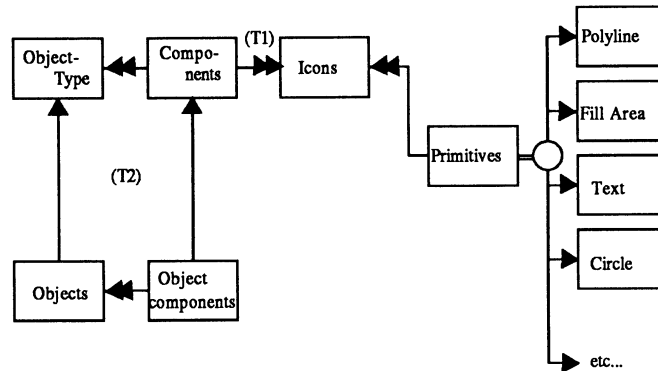 Object-
Type
Compo-
nents
(T1)
Icons
Polyline
Fill Area
Primitives
Text
(T2)
Circle
Objects
Object
components
etc...